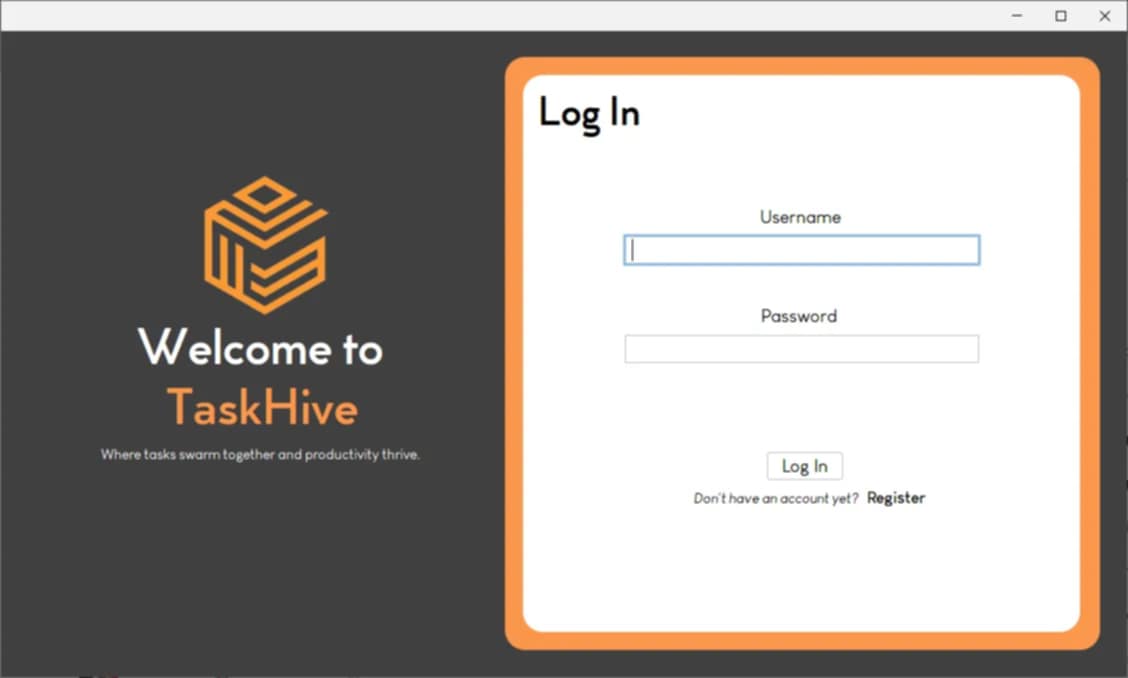 Welcome to
TaskHive
Where tasks swarm together and productivity thrive.
Log In
Username
Password
Log In
Don't have an account yet? Register